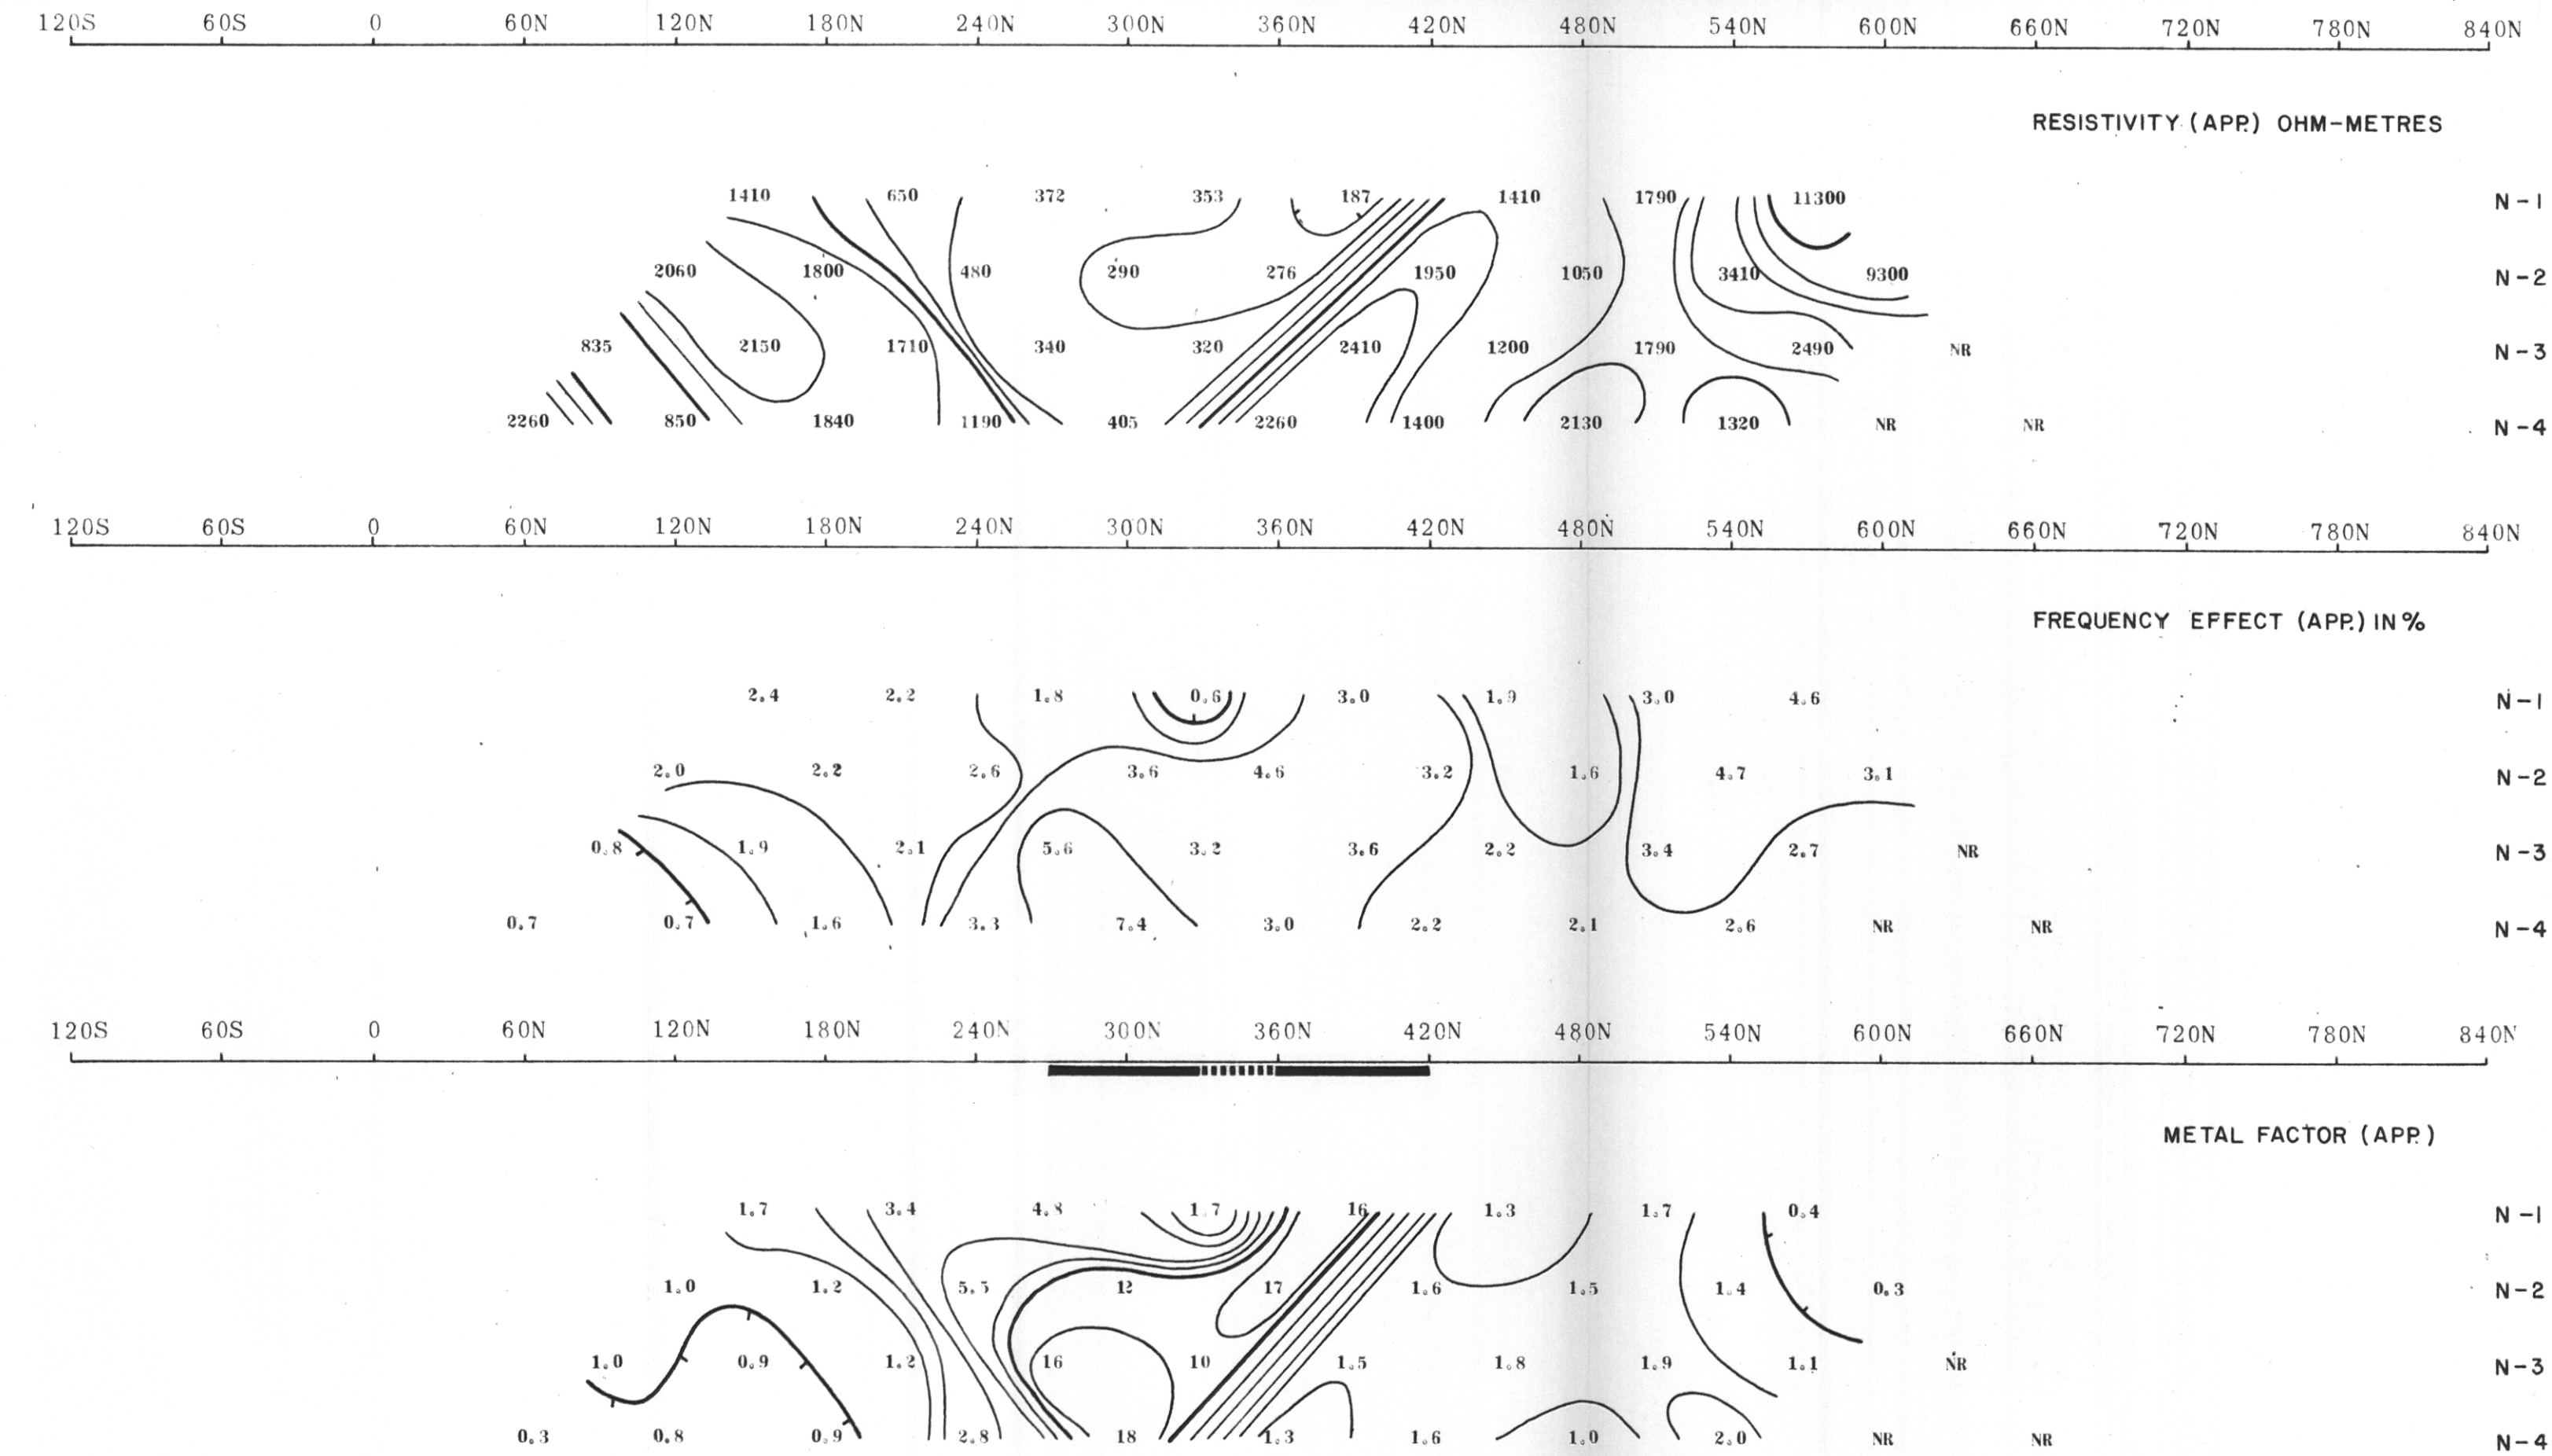 120S 60S 0 60N 120N 180N 240N 300N 360N 420N 480N 540N 600N 660N 720N 780N 840N
RESISTIVITY (APP.) OHM-METRES
1410 650 372 353 187 1410 1790 11300 N-1
2060 1800 480 290 276 1950 1050 3410 9300 N-2
835 2150 1710 340 320 2410 1200 1790 2490 NR N-3
2260 850 1840 1190 405 2260 1400 2130 1320 NR NR N-4
120S 60S 0 60N 120N 180N 240N 300N 360N 420N 480N 540N 600N 660N 720N 780N 840N
FREQUENCY EFFECT (APP.) IN %
2.4 2.2 1.8 0.6 3.0 1.9 3.0 4.6 N-1
2.0 2.2 2.6 3.6 4.6 3.2 1.6 4.7 3.1 N-2
0.8 1.9 2.1 5.6 3.2 3.6 2.2 3.4 2.7 NR N-3
0.7 0.7 1.6 3.3 7.4 3.0 2.2 2.1 2.6 NR NR N-4
120S 60S 0 60N 120N 180N 240N 300N 360N 420N 480N 540N 600N 660N 720N 780N 840N
METAL FACTOR (APP.)
1.7 3.4 4.8 1.7 16 1.3 1.7 0.4 N-1
1.0 1.2 5.5 12 17 1.6 1.5 1.4 0.3 N-2
1.0 0.9 1.2 16 10 1.5 1.8 1.9 1.1 NR N-3
0.3 0.8 0.9 2.8 18 1.3 1.6 1.0 2.0 NR NR N-4